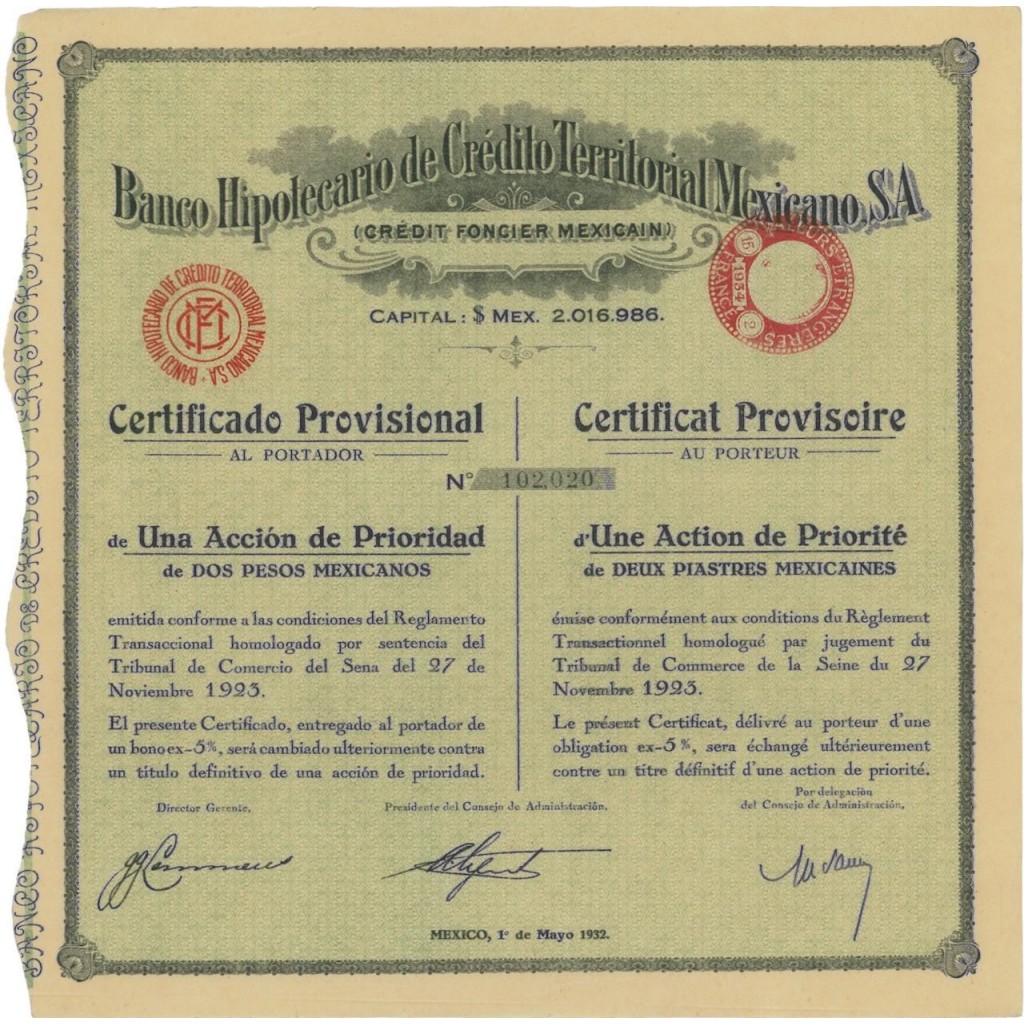 BANCO HIPOTECARIO DE CREDITO TERRITORIAL MEXICANO
Banco Hipotecario de Crédito Territorial Mexicano, S.A.
(CRÉDIT FONCIER MEXICAIN)
CAPITAL: $ MEX. 2.016.986.
BANCO HIPOTECARIO DE CRÉDITO TERRITORIAL MEXICANO S.A.
VALEURS ETRANGERES
FRANCE
15
1934
2
Certificado Provisional
AL PORTADOR
Certificat Provisoire
AU PORTEUR
N° 102,020
de Una Acción de Prioridad
de DOS PESOS MEXICANOS
emitida conforme a las condiciones del Reglamento
Transaccional homologado por sentencia del
Tribunal de Comercio del Sena del 27 de
Noviembre 1923.
El presente Certificado, entregado al portador de
un bono ex-5%, será cambiado ulteriormente contra
un título definitivo de una acción de prioridad.
d'Une Action de Priorité
de DEUX PIASTRES MEXICAINES
émise conformément aux conditions du Règlement
Transactionnel homologué par jugement du
Tribunal de Commerce de la Seine du 27
Novembre 1923.
Le présent Certificat, délivré au porteur d'une
obligation ex-5%, sera échangé ultérieurement
contre un titre définitif d'une action de priorité.
Director Gerente,
Presidente del Consejo de Administración,
Por delegación
del Consejo de Administración,
MEXICO, 1° de Mayo 1932.